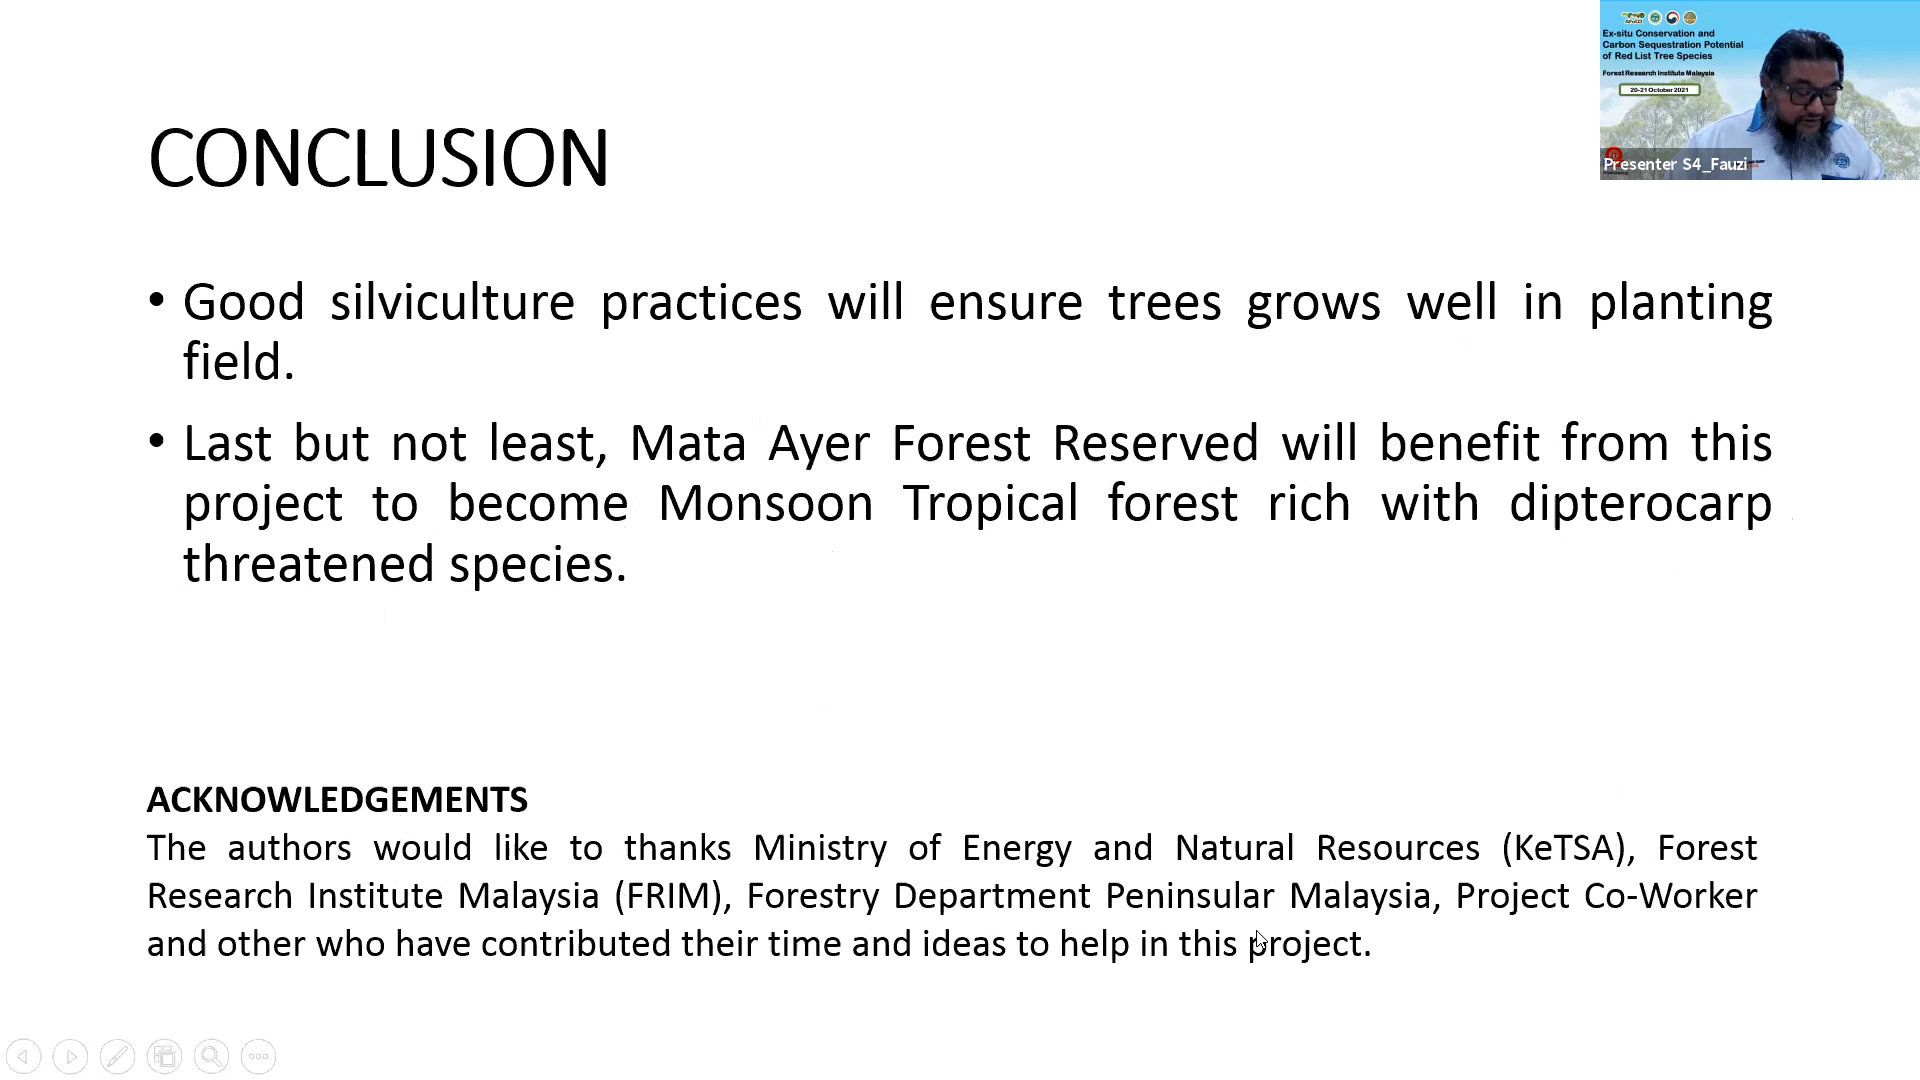 Ex-situ Conservation and
Carbon Sequestration Potential
of Red List Tree Species
Forest Research Institute Malaysia
20-21 October 2021
Presenter S4_Fauzi
CONCLUSION
• Good silviculture practices will ensure trees grows well in planting
field.
• Last but not least, Mata Ayer Forest Reserved will benefit from this
project to become Monsoon Tropical forest rich with dipterocarp
threatened species.
ACKNOWLEDGEMENTS
The authors would like to thanks Ministry of Energy and Natural Resources (KeTSA), Forest
Research Institute Malaysia (FRIM), Forestry Department Peninsular Malaysia, Project Co-Worker
and other who have contributed their time and ideas to help in this project.